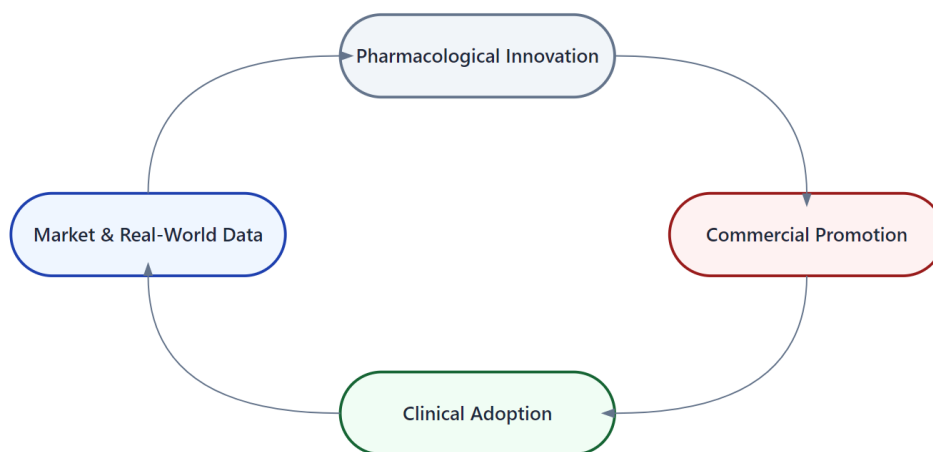 Pharmacological Innovation
Market & Real-World Data
Commercial Promotion
Clinical Adoption